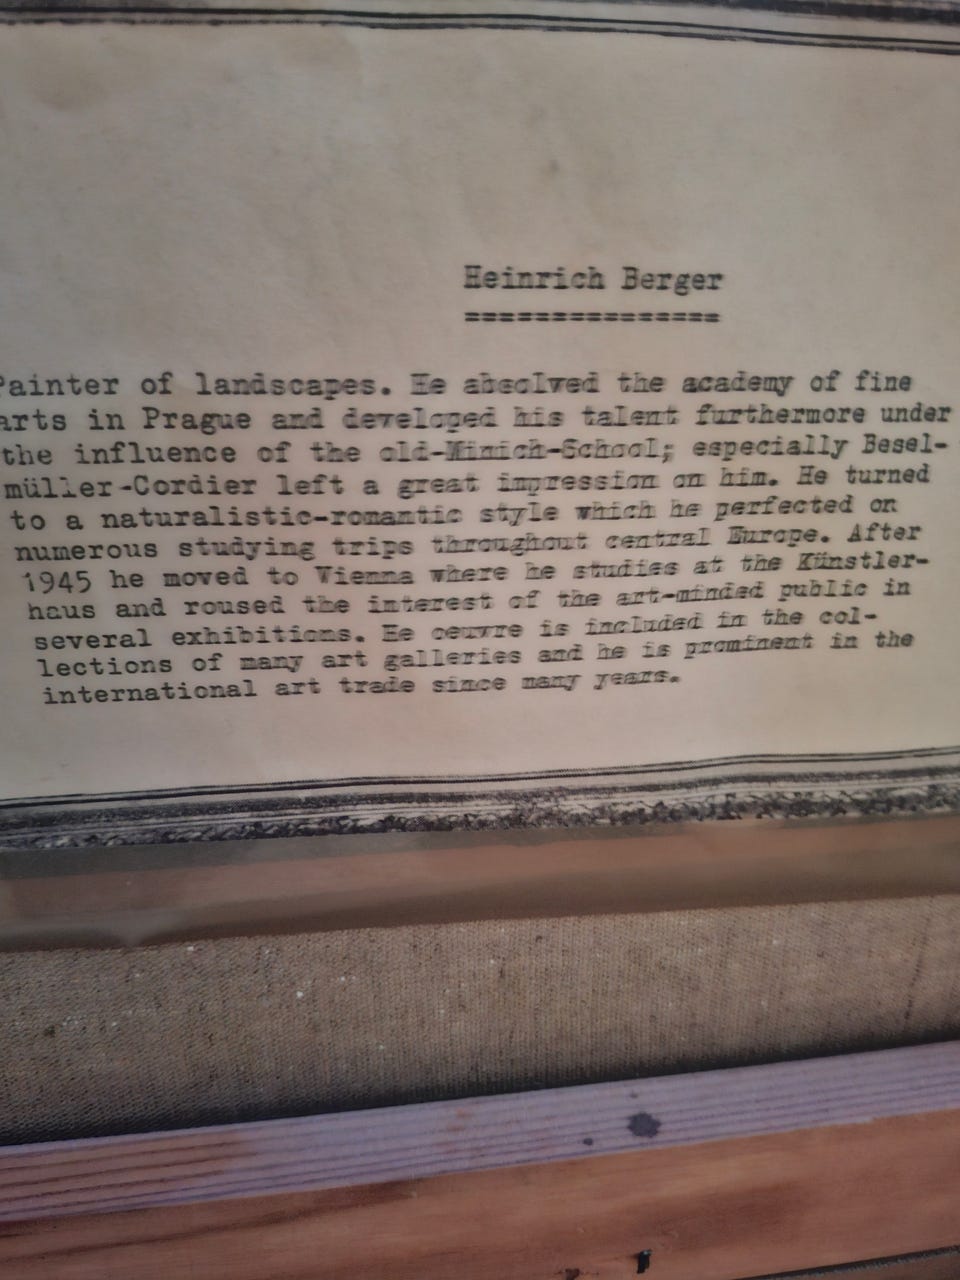 Heinrich Berger
===============
Painter of landscapes. He absolved the academy of fine
arts in Prague and developed his talent furthermore under
the influence of the old-Minich-School; especially Besel-
müller-Cordier left a great impression on him. He turned
to a naturalistic-romantic style which he perfected on
numerous studying trips throughout central Europe. After
1945 he moved to Vienna where he studies at the Künstler-
haus and roused the interest of the art-minded public in
several exhibitions. He oeuvre is included in the col-
lections of many art galleries and he is prominent in the
international art trade since many years.